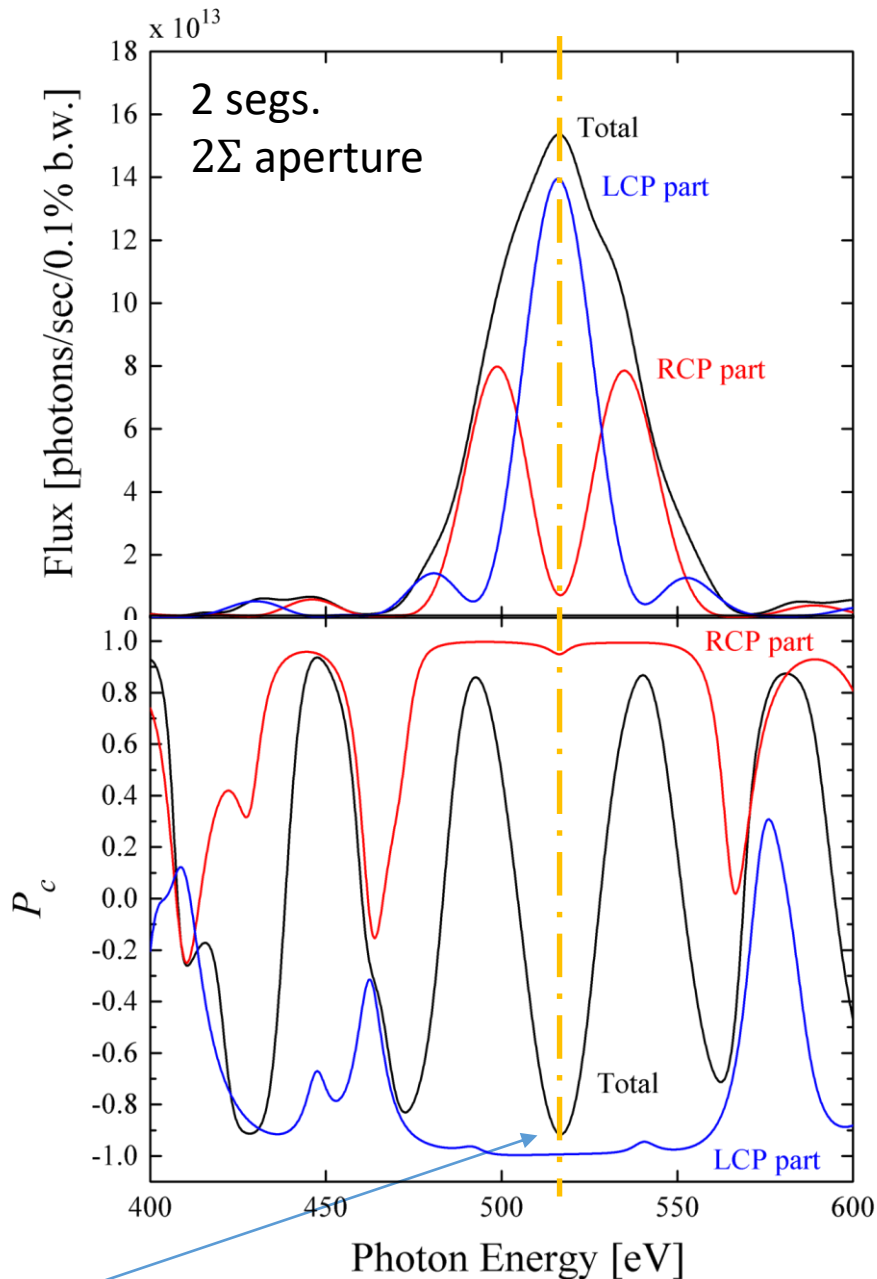 x 10¹³
18
16
14
12
10
8
6
4
2
0
Flux [photons/sec/0.1% b.w.]
2 segs.
2Σ aperture
Total
LCP part
RCP part
1.0
0.8
0.6
0.4
0.2
0.0
-0.2
-0.4
-0.6
-0.8
-1.0
P_c
RCP part
Total
LCP part
400
450
500
550
600
Photon Energy [eV]